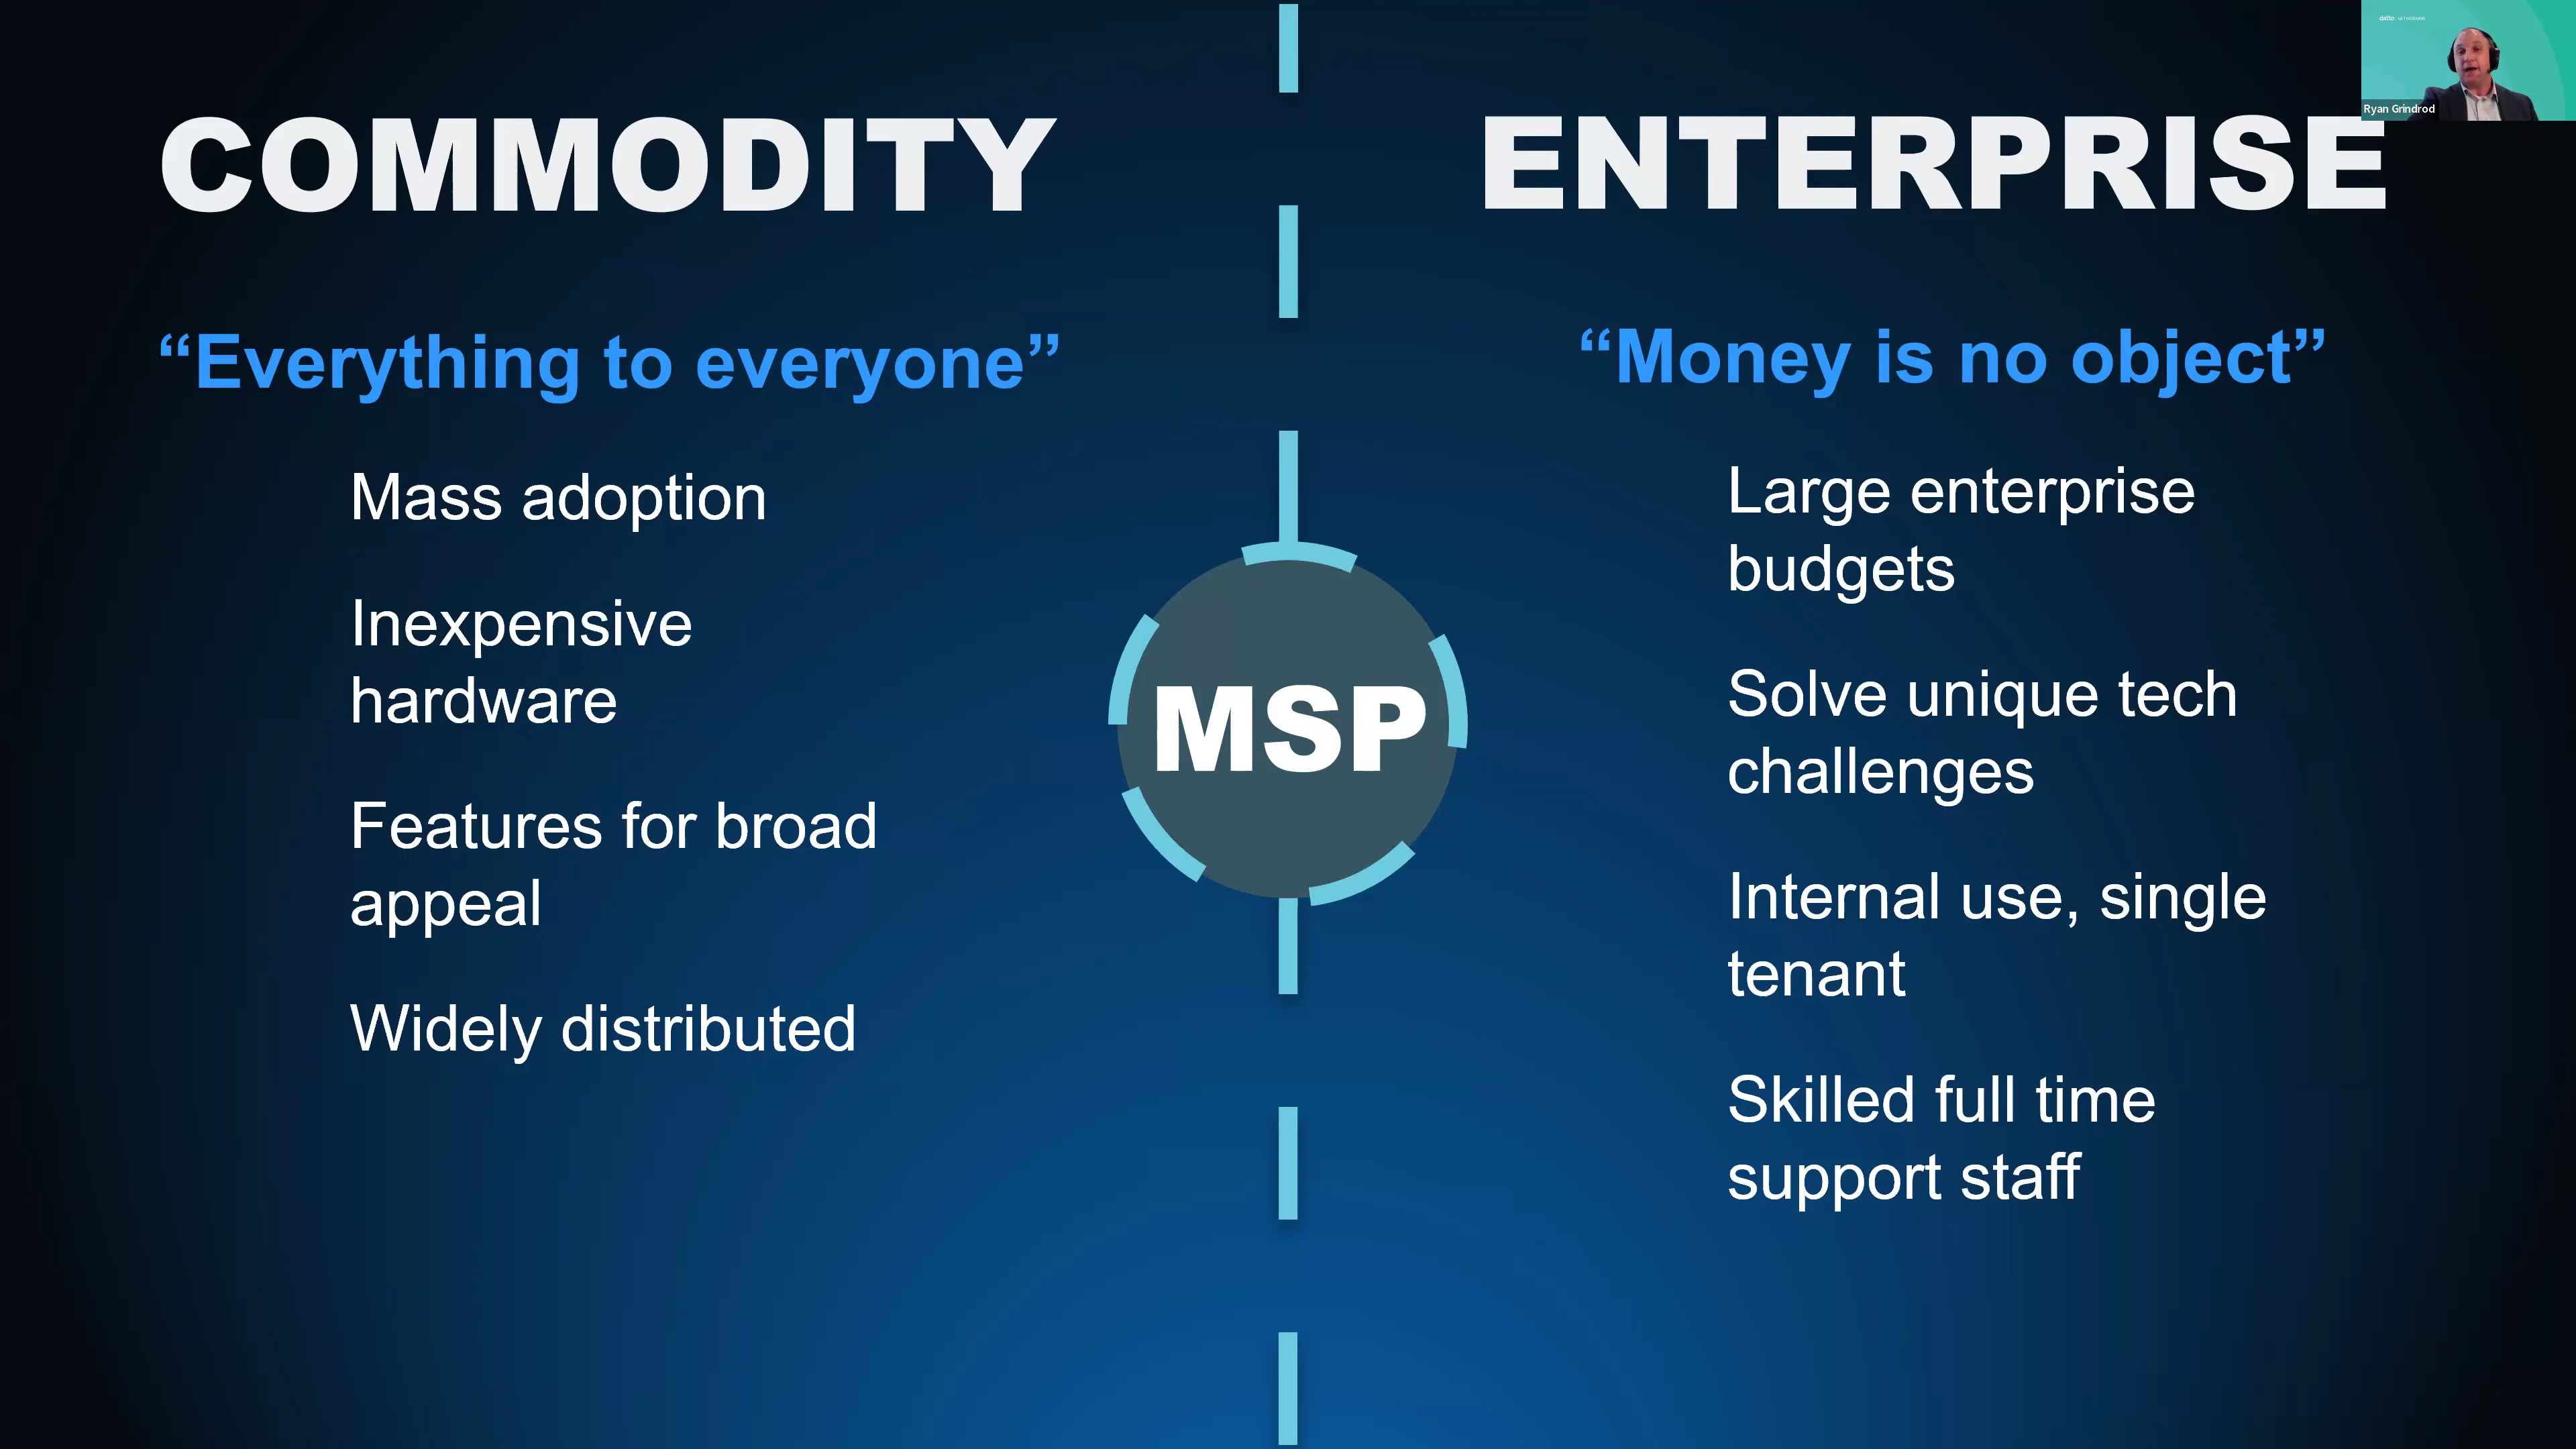 datto
Ryan Grindrod
COMMODITY
“Everything to everyone”
Mass adoption
Inexpensive
hardware
Features for broad
appeal
Widely distributed
MSP
ENTERPRISE
“Money is no object”
Large enterprise
budgets
Solve unique tech
challenges
Internal use, single
tenant
Skilled full time
support staff